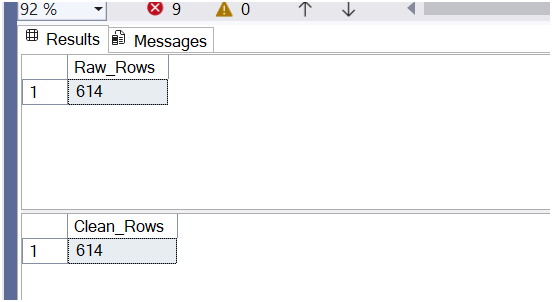 92 % 9 0
Results Messages
Raw_Rows
1 614
Clean_Rows
1 614